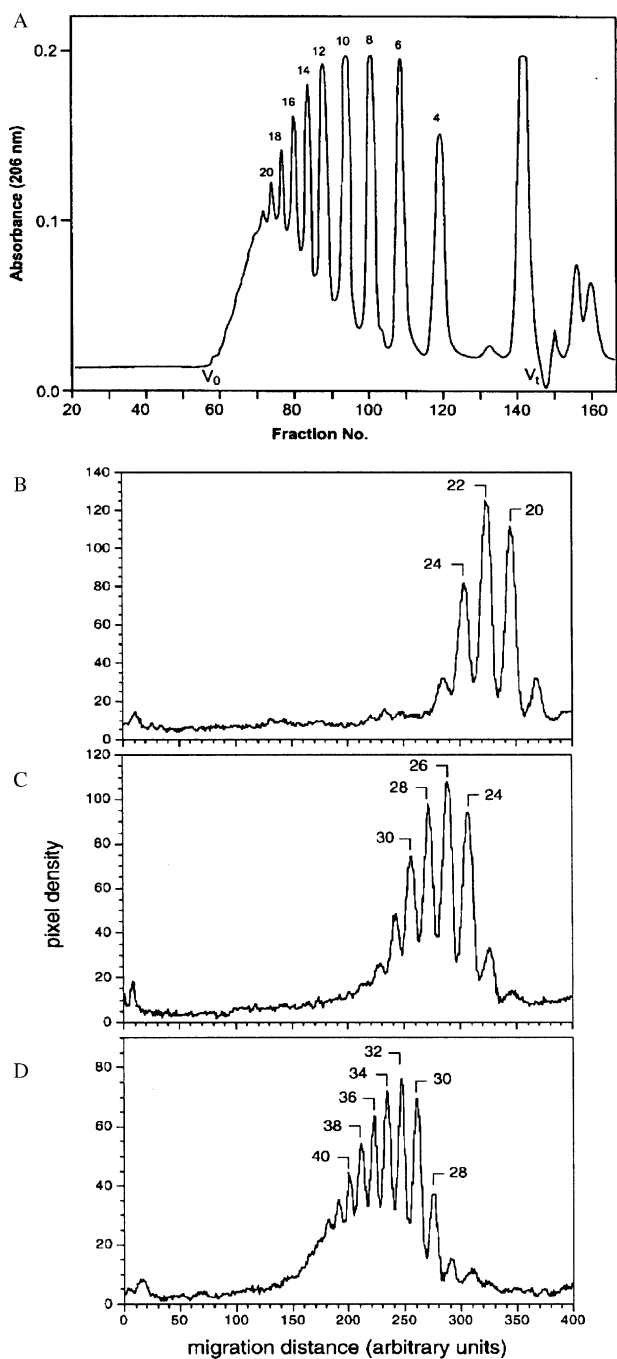 A
0.2
0.1
0.0
Absorbance (206 nm)
20 18 16 14 12 10 8 6 4
V0
Vt
20 40 60 80 100 120 140 160
Fraction No.
B
140
120
100
80
60
40
20
0
24
22
20
C
120
100
80
60
40
20
0
30
28
26
24
pixel density
D
80
60
40
20
0
40
38
36
34
32
30
28
0 50 100 150 200 250 300 350 400
migration distance (arbitrary units)